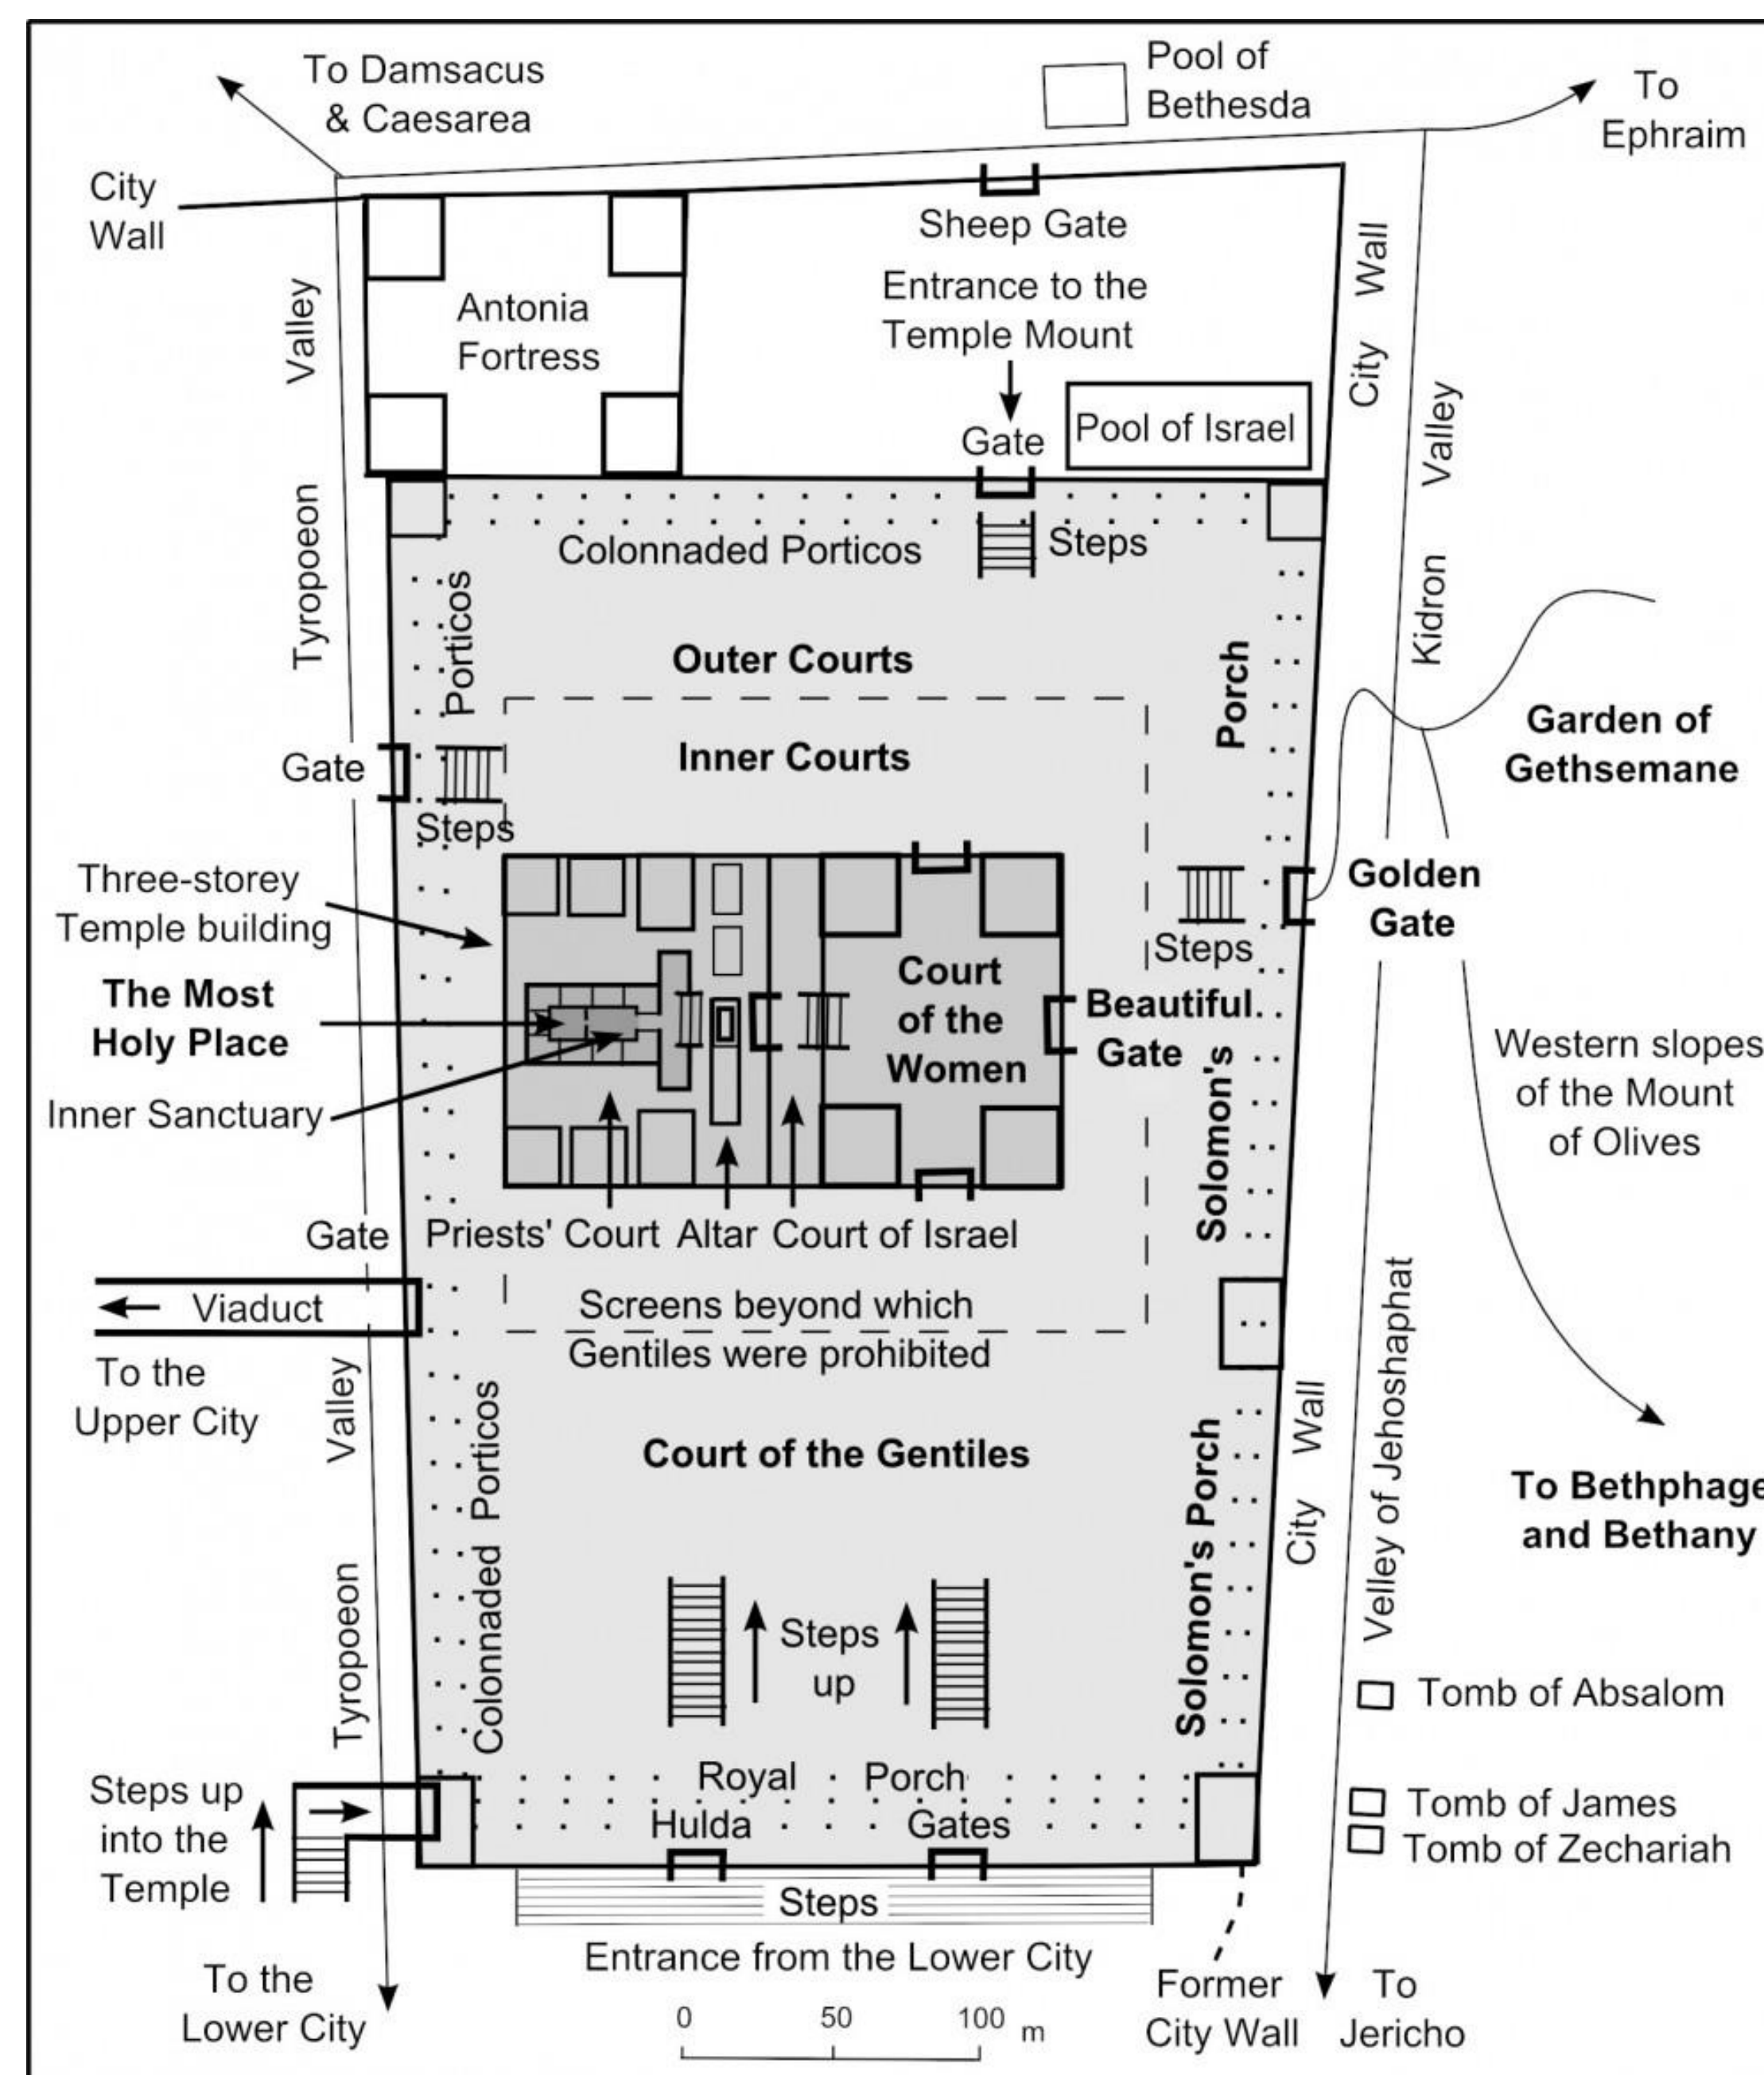 To Damsacus
& Caesarea
Pool of
Bethesda
To
Ephraim
City
Wall
Sheep Gate
Entrance to the
Temple Mount
City Wall
Valley
Antonia
Fortress
Gate
Pool of Israel
Kidron Valley
Tyropoeon
Colonnaded Porticos
Steps
Porticos
Outer Courts
Porch
Inner Courts
Garden of
Gethsemane
Gate
Steps
Three-storey
Temple building
Golden
Gate
Steps
The Most
Holy Place
Court
of the
Women
Beautiful
Gate
Western slopes
of the Mount
of Olives
Inner Sanctuary
Solomon's
Gate
Priests' Court
Altar
Court of Israel
Viaduct
Screens beyond which
Gentiles were prohibited
To the
Upper City
Valley
Velley of Jehoshaphat
Court of the Gentiles
Colonnaded Porticos
Solomon's Porch
City Wall
To Bethphage
and Bethany
Tyropoeon
Steps
up
Tomb of Absalom
Steps up
into the
Temple
Royal Porch
Hulda Gates
Tomb of James
Tomb of Zechariah
Steps
Entrance from the Lower City
To the
Lower City
Former
City Wall
To
Jericho
0 50 100 m